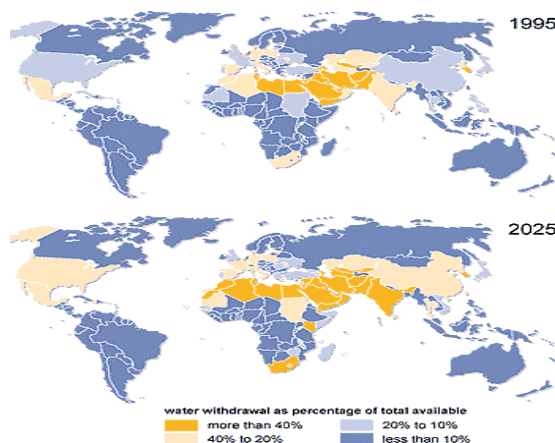 1995
2025
water withdrawal as percentage of total available
more than 40% 20% to 10%
40% to 20% less than 10%